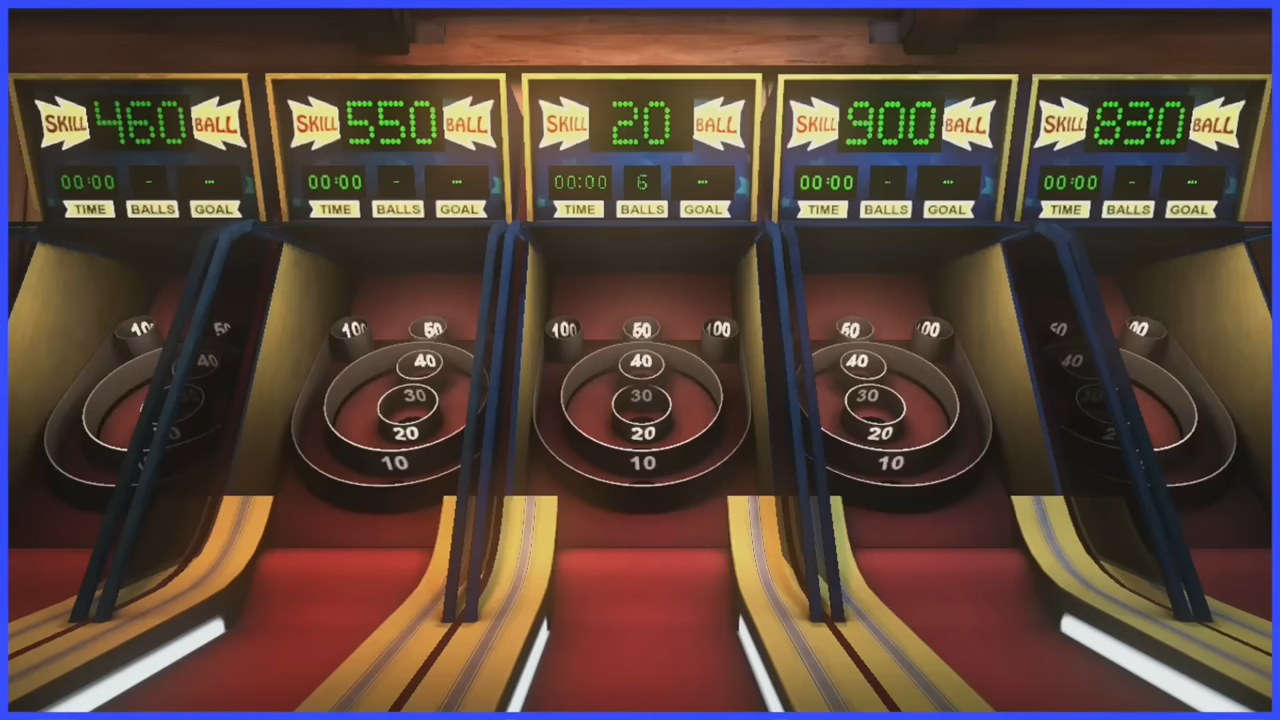 SKILL 460 BALL
00:00 - ---
TIME BALLS GOAL
SKILL 550 BALL
00:00 - ---
TIME BALLS GOAL
SKILL 20 BALL
00:00 6 ---
TIME BALLS GOAL
SKILL 900 BALL
00:00 -- ---
TIME BALLS GOAL
SKILL 830 BALL
00:00 -- ---
TIME BALLS GOAL
50
40
100 50
40
30
20
10
100 50 100
40
30
20
10
50 100
40
30
20
10
40
30